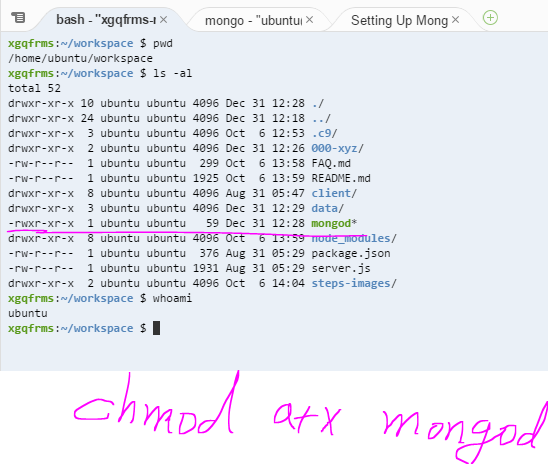 bash - "xgqfrms-r × mongo - "ubuntu( × Setting Up Mong ×
xgqfrms:~/workspace $ pwd
/home/ubuntu/workspace
xgqfrms:~/workspace $ ls -al
total 52
drwxr-xr-x 10 ubuntu ubuntu 4096 Dec 31 12:28 ./
drwxr-xr-x 24 ubuntu ubuntu 4096 Dec 31 12:18 ../
drwxr-xr-x  3 ubuntu ubuntu 4096 Oct  6 12:53 .c9/
drwxr-xr-x  2 ubuntu ubuntu 4096 Dec 31 12:26 000-xyz/
-rw-r--r--  1 ubuntu ubuntu  299 Oct  6 13:58 FAQ.md
-rw-r--r--  1 ubuntu ubuntu 1925 Oct  6 13:59 README.md
drwxr-xr-x  8 ubuntu ubuntu 4096 Aug 31 05:47 client/
drwxr-xr-x  3 ubuntu ubuntu 4096 Dec 31 12:29 data/
-rwxr-xr-x  1 ubuntu ubuntu   59 Dec 31 12:28 mongod*
drwxr-xr-x  8 ubuntu ubuntu 4096 Oct  6 13:59 node_modules/
-rw-r--r--  1 ubuntu ubuntu  376 Aug 31 05:29 package.json
-rw-r--r--  1 ubuntu ubuntu 1931 Aug 31 05:29 server.js
drwxr-xr-x  2 ubuntu ubuntu 4096 Oct  6 14:04 steps-images/
xgqfrms:~/workspace $ whoami
ubuntu
xgqfrms:~/workspace $
chmod a+x mongod